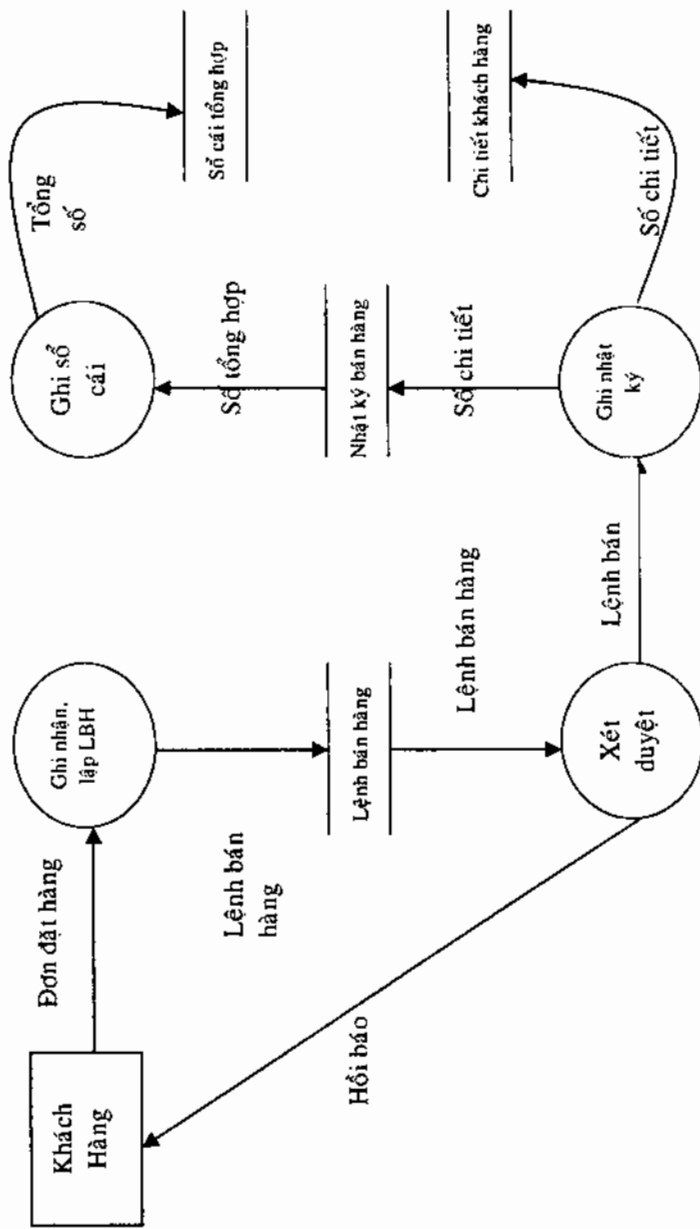 Khách
Hàng
Đơn đặt hàng
Ghi nhận,
lập LBH
Ghi sổ
cái
Tổng
số
Lệnh bán
hàng
Số tổng hợp
Sổ cái tổng hợp
Hồi báo
Lệnh bán hàng
Nhật ký bán hàng
Lệnh bán hàng
Số chi tiết
Chi tiết khách hàng
Xét
duyệt
Lệnh bán
Ghi nhật
ký
Số chi tiết